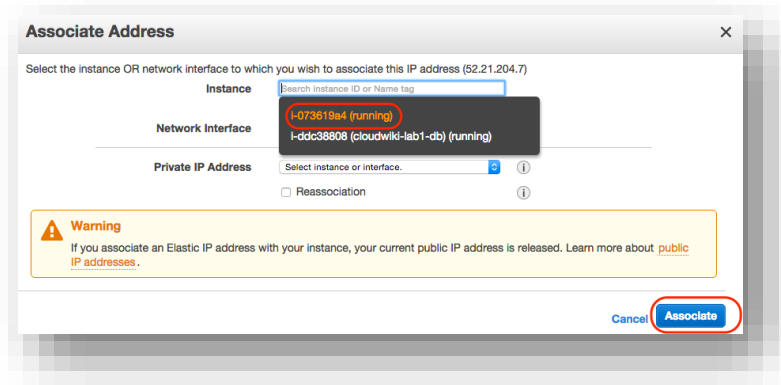 Associate Address
Select the instance OR network interface to which you wish to associate this IP address (52.21.204.7)
Instance
Search instance ID or Name tag
i-073619a4 (running)
i-ddc38808 (cloudwiki-lab1-db) (running)
Network Interface
Private IP Address
Select instance or interface.
Reassociation
Warning
If you associate an Elastic IP address with your instance, your current public IP address is released. Learn more about public
IP addresses.
Cancel
Associate